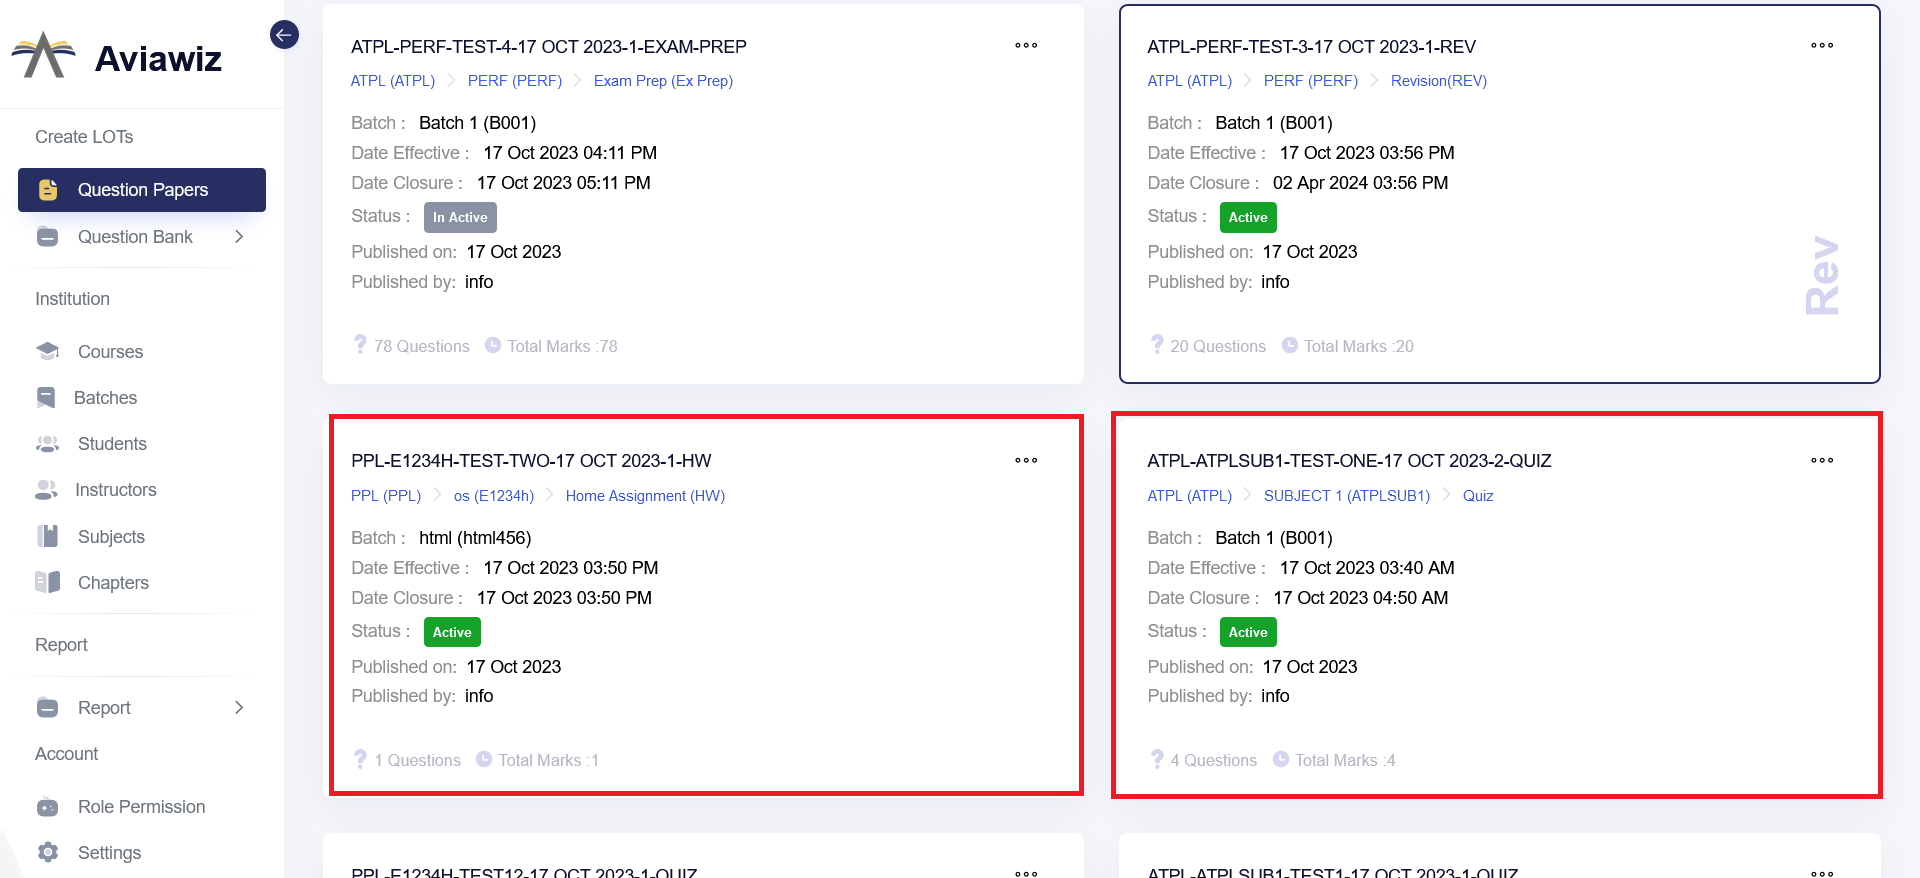 Aviawiz
Create LOTs
Question Papers
Question Bank
Institution
Courses
Batches
Students
Instructors
Subjects
Chapters
Report
Report
Account
Role Permission
Settings
ATPL-PERF-TEST-4-17 OCT 2023-1-EXAM-PREP
ATPL (ATPL) PERF (PERF) Exam Prep (Ex Prep)
Batch : Batch 1 (B001)
Date Effective : 17 Oct 2023 04:11 PM
Date Closure : 17 Oct 2023 05:11 PM
Status : In Active
Published on: 17 Oct 2023
Published by: info
78 Questions Total Marks :78
ATPL-PERF-TEST-3-17 OCT 2023-1-REV
ATPL (ATPL) PERF (PERF) Revision(REV)
Batch : Batch 1 (B001)
Date Effective : 17 Oct 2023 03:56 PM
Date Closure : 02 Apr 2024 03:56 PM
Status : Active
Published on: 17 Oct 2023
Published by: info
Rev
20 Questions Total Marks :20
PPL-E1234H-TEST-TWO-17 OCT 2023-1-HW
PPL (PPL) os (E1234h) Home Assignment (HW)
Batch : html (html456)
Date Effective : 17 Oct 2023 03:50 PM
Date Closure : 17 Oct 2023 03:50 PM
Status : Active
Published on: 17 Oct 2023
Published by: info
1 Questions Total Marks :1
ATPL-ATPLSUB1-TEST-ONE-17 OCT 2023-2-QUIZ
ATPL (ATPL) SUBJECT 1 (ATPLSUB1) Quiz
Batch : Batch 1 (B001)
Date Effective : 17 Oct 2023 03:40 AM
Date Closure : 17 Oct 2023 04:50 AM
Status : Active
Published on: 17 Oct 2023
Published by: info
4 Questions Total Marks :4
PPL-E1234H-TEST12-17 OCT 2023-1-QUIZ
ATPL-ATPLSUB1-TEST1-17 OCT 2023-1-QUIZ